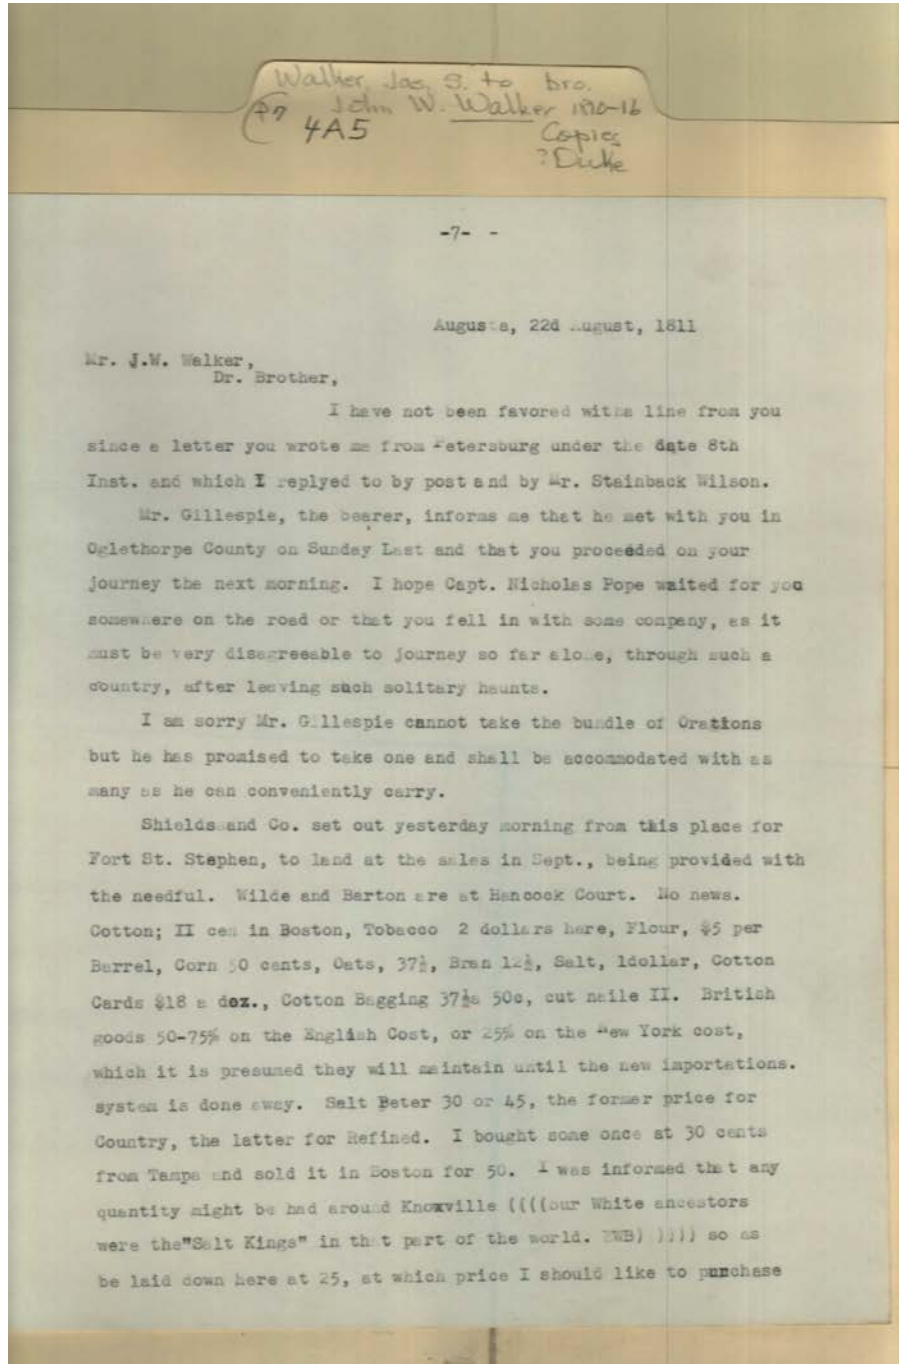 Walker, Jas. S. to bro.
P7 John W. Walker 1810-16
4A5 Copies
? Duke
-7- -
Augusta, 22d August, 1811
Mr. J.W. Walker,
Dr. Brother,
I have not been favored witha line from you
since a letter you wrote me from Petersburg under the date 8th
Inst. and which I replyed to by post and by Mr. Stainback Wilson.
Mr. Gillespie, the bearer, informs me that he met with you in
Oglethorpe County on Sunday Last and that you proceeded on your
journey the next morning. I hope Capt. Nicholas Pope waited for you
somewhere on the road or that you fell in with some company, as it
must be very disagreeable to journey so far alone, through such a
country, after leaving such solitary haunts.
I am sorry Mr. Gillespie cannot take the bundle of Orations
but he has promised to take one and shall be accommodated with as
many as he can conveniently carry.
Shields and Co. set out yesterday morning from this place for
Fort St. Stephen, to land at the sales in Sept., being provided with
the needful. Wilde and Barton are at Hancock Court. No news.
Cotton; II cen in Boston, Tobacco 2 dollars here, Flour, $5 per
Barrel, Corn 50 cents, Oats, 37½, Bran 12½, Salt, 1dollar, Cotton
Cards $18 a doz., Cotton Bagging 37½a 50c, cut naile II. British
goods 50-75% on the English Cost, or 25% on the New York cost,
which it is presumed they will maintain until the new importations.
system is done away. Salt Peter 30 or 45, the former price for
Country, the latter for Refined. I bought some once at 30 cents
from Tampa and sold it in Boston for 50. I was informed that any
quantity might be had around Knoxville ((((our White ancestors
were the"Salt Kings" in that part of the world. ) )))) so as
be laid down here at 25, at which price I should like to purchase